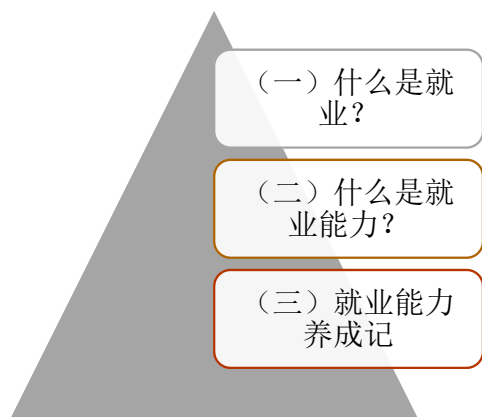 （一）什么是就
业？
（二）什么是就
业能力？
（三）就业能力
养成记